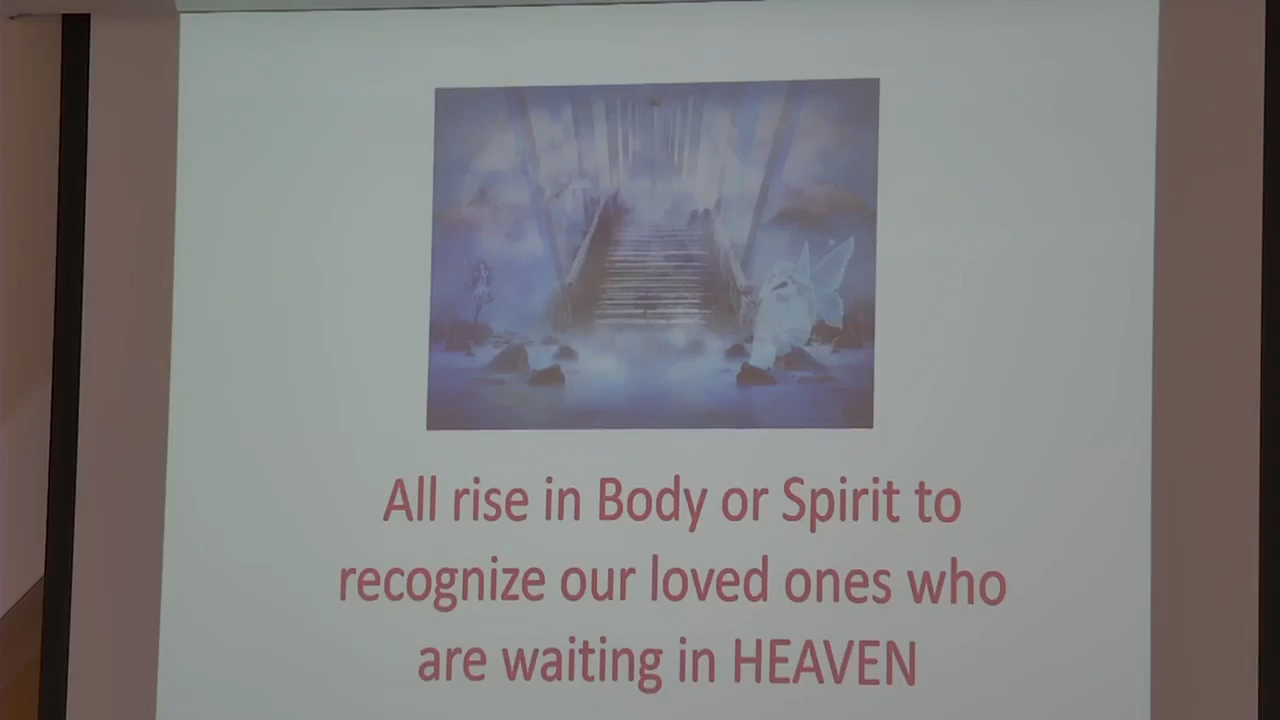 All rise in Body or Spirit to
recognize our loved ones who
are waiting in HEAVEN